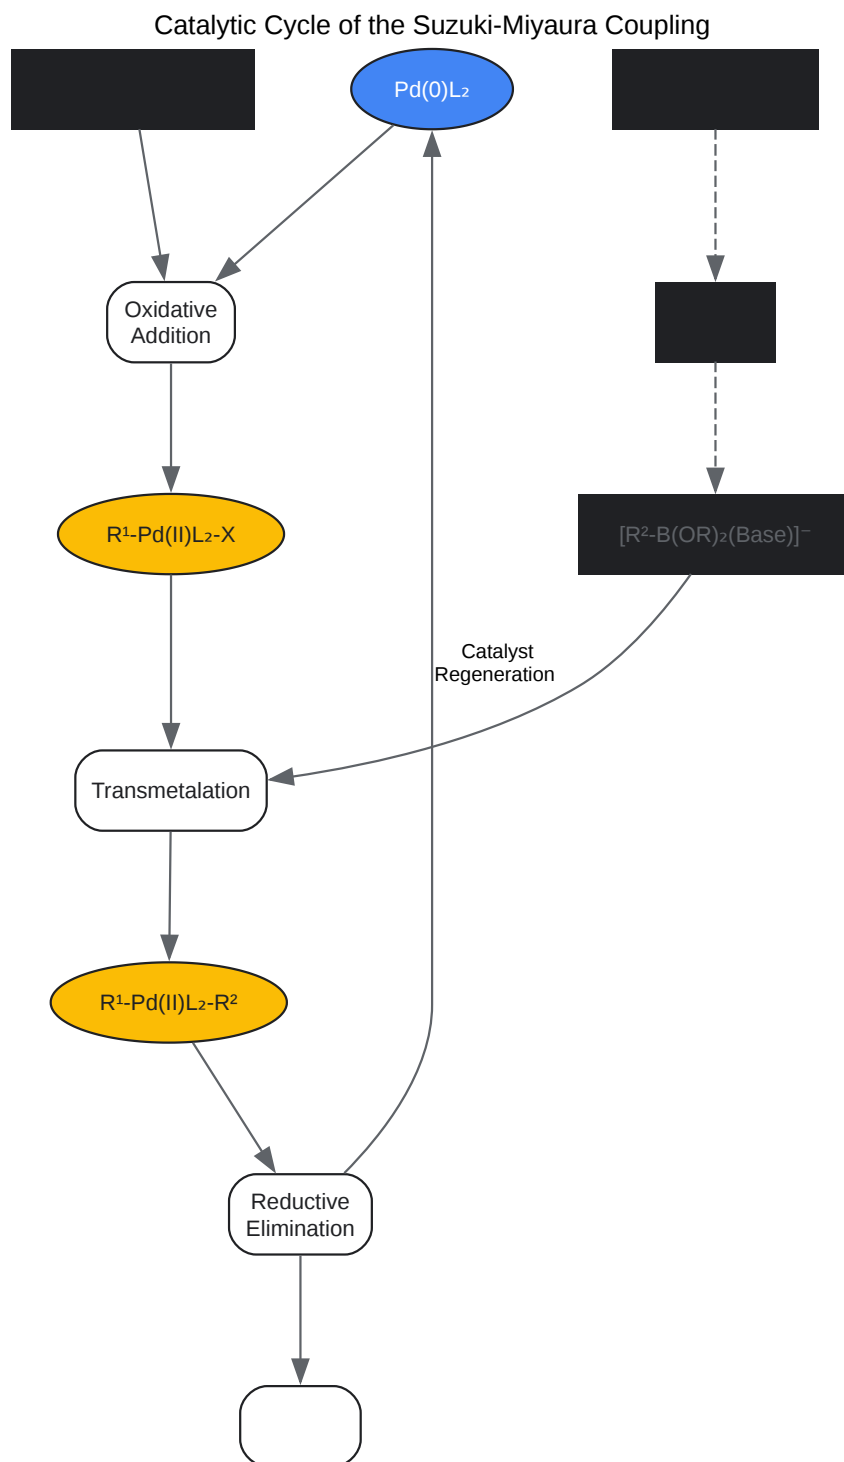 Catalytic Cycle of the Suzuki-Miyaura Coupling
Pd(0)L₂
Oxidative
Addition
R¹-Pd(II)L₂-X
[R²-B(OR)₂(Base)]⁻
Catalyst
Regeneration
Transmetalation
R¹-Pd(II)L₂-R²
Reductive
Elimination